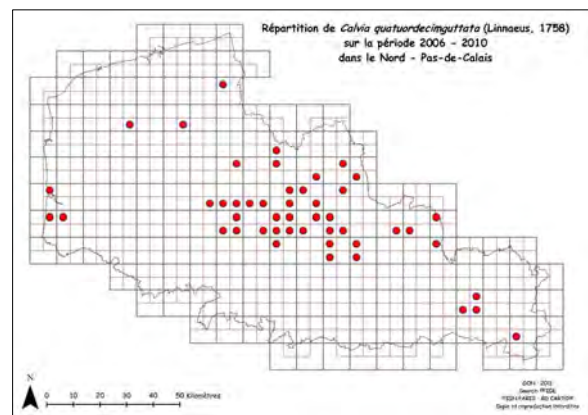 Répartition de Calvia quatuordecimguttata (Linnaeus, 1758)
sur la période 2006 - 2010
dans le Nord - Pas-de-Calais
N
0 10 20 30 40 50 Kilomètres
GON - 2011